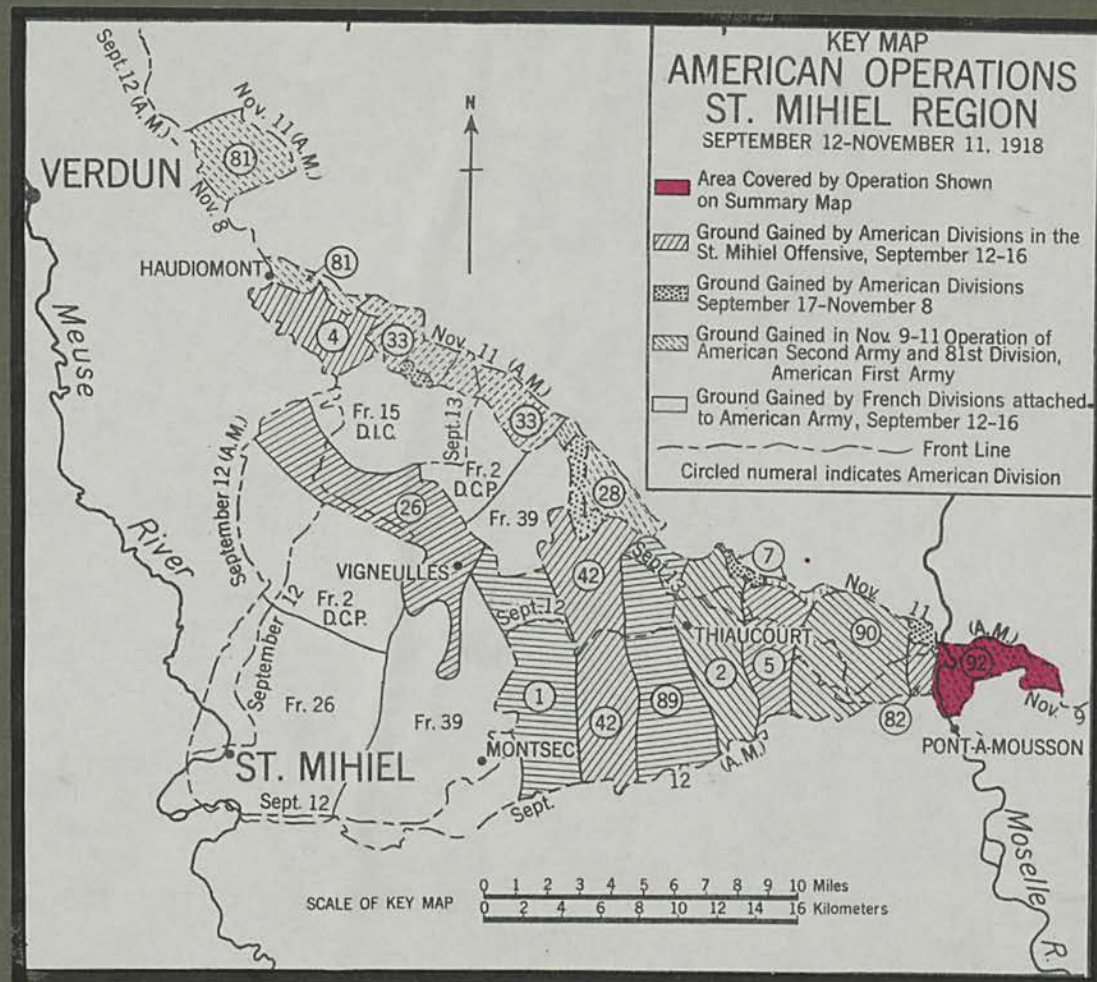 KEY MAP
AMERICAN OPERATIONS
ST. MIHIEL REGION
SEPTEMBER 12-NOVEMBER 11, 1918
Area Covered by Operation Shown
on Summary Map
Ground Gained by American Divisions in the
St. Mihiel Offensive, September 12-16
Ground Gained by American Divisions
September 17-November 8
Ground Gained in Nov. 9-11 Operation of
American Second Army and 81st Division,
American First Army
Ground Gained by French Divisions attached
to American Army, September 12-16
Front Line
Circled numeral indicates American Division
N
Sept. 12 (A.M.)
Nov. 11 (A.M.)
81
VERDUN
Nov. 8
HAUDIOMONT
81
Meuse
River
4
33
Nov. 11 (A.M.)
Fr. 15
D.I.C.
Sept. 13
33
September 12 (A.M.)
Fr. 2
D.C.P.
26
Fr. 39
28
VIGNEULLES
42
Sept. 13
7
Nov. 11 (A.M.)
Fr. 2
D.C.P.
September 12
Sept. 12
THIAUCOURT
90
92
Fr. 26
Fr. 39
1
42
89
2
5
82
Nov. 9
PONT-À-MOUSSON
ST. MIHIEL
MONTSEC
Sept. 12
Sept. 12 (A.M.)
Moselle R.
SCALE OF KEY MAP
0 1 2 3 4 5 6 7 8 9 10 Miles
0 2 4 6 8 10 12 14 16 Kilometers